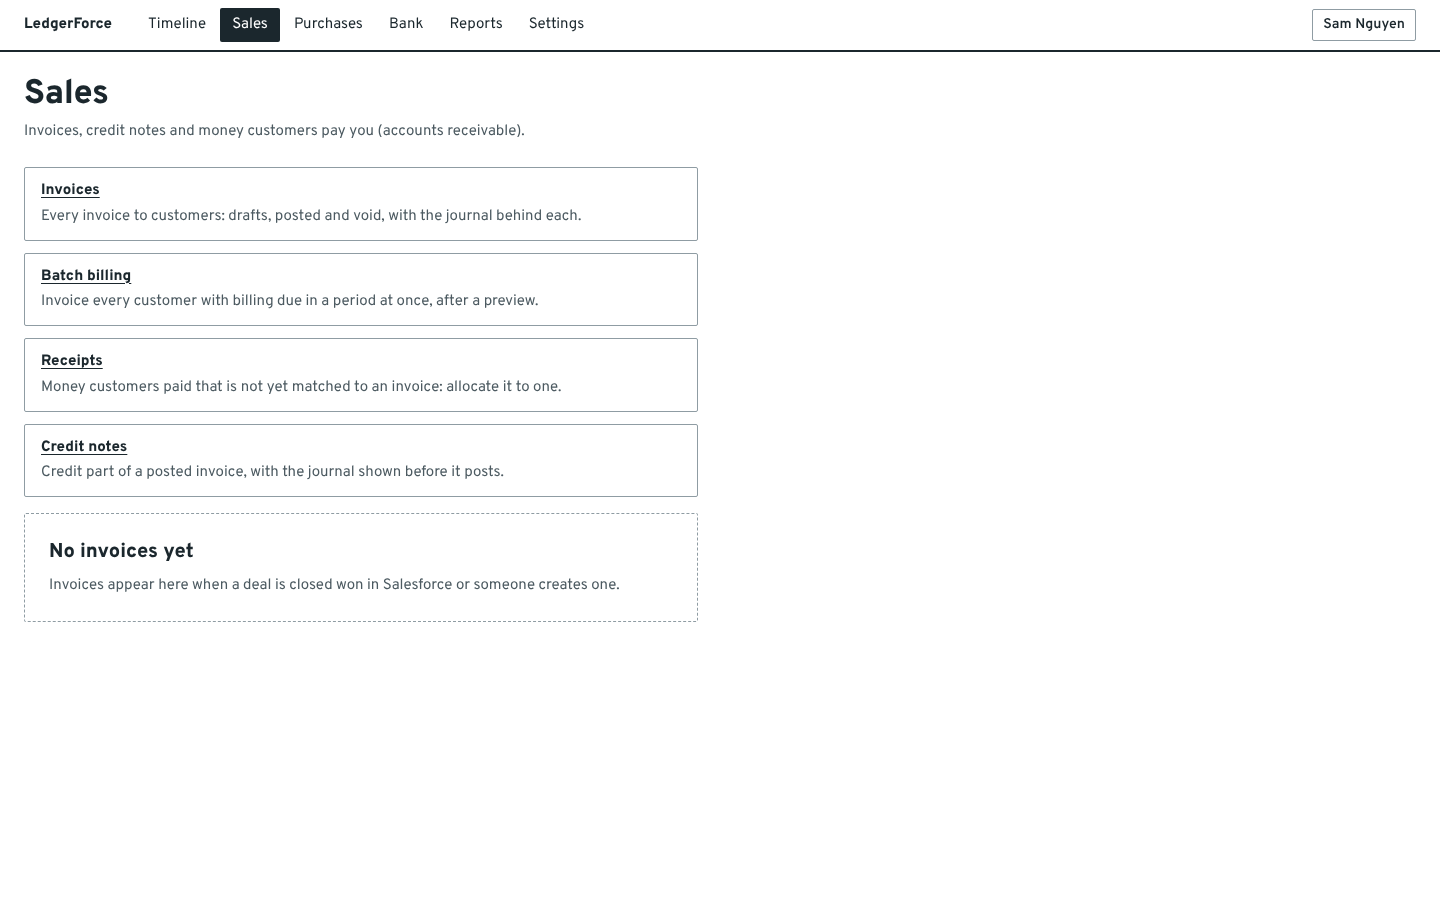 LedgerForce
Timeline
Sales
Purchases
Bank
Reports
Settings
Sam Nguyen
Sales
Invoices, credit notes and money customers pay you (accounts receivable).
Invoices
Every invoice to customers: drafts, posted and void, with the journal behind each.
Batch billing
Invoice every customer with billing due in a period at once, after a preview.
Receipts
Money customers paid that is not yet matched to an invoice: allocate it to one.
Credit notes
Credit part of a posted invoice, with the journal shown before it posts.
No invoices yet
Invoices appear here when a deal is closed won in Salesforce or someone creates one.